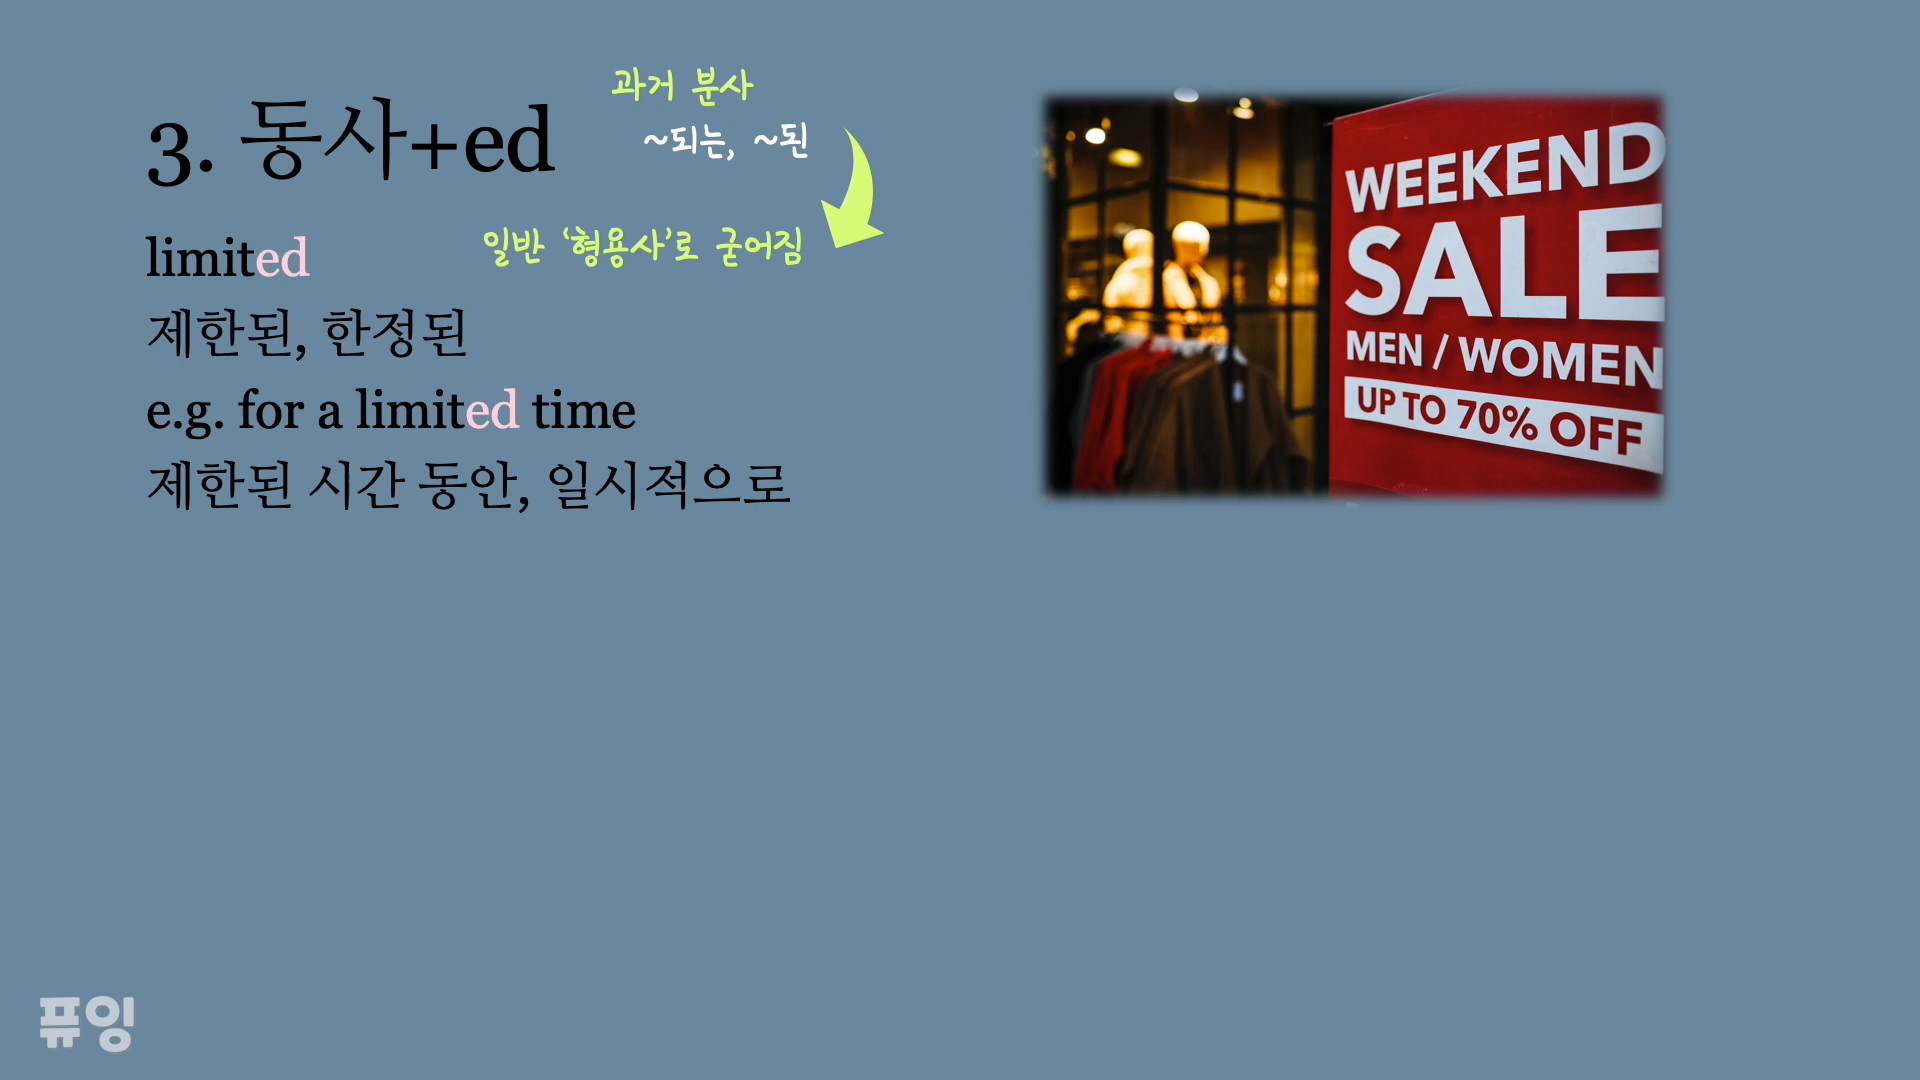 과거 분사
3. 동사+ed
~되는, ~된
일반 ‘형용사’로 굳어짐
limited
제한된, 한정된
e.g. for a limited time
제한된 시간 동안, 일시적으로
WEEKEND
SALE
MEN / WOMEN
UP TO 70% OFF
퓨잉